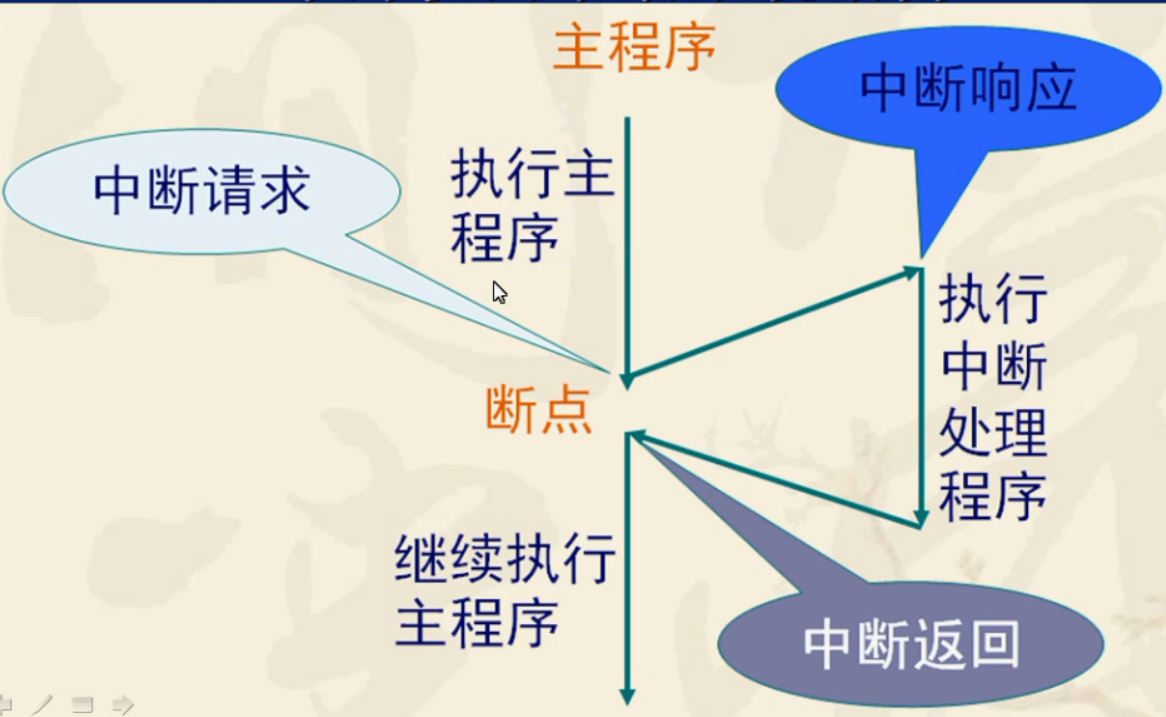 主程序
中断响应
中断请求
执行主
程序
执行
中断
处理
程序
断点
继续执行
主程序
中断返回